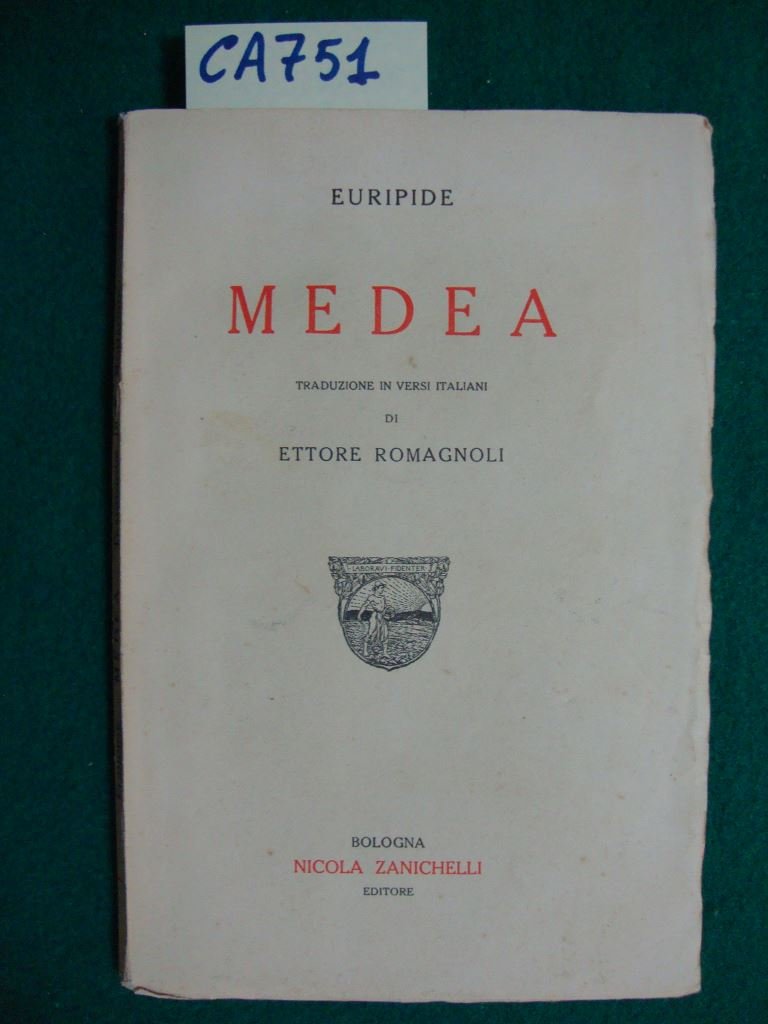 CA751
EURIPIDE
MEDEA
TRADUZIONE IN VERSI ITALIANI
DI
ETTORE ROMAGNOLI
·LABORAVI·FIDENTER·
BOLOGNA
NICOLA ZANICHELLI
EDITORE